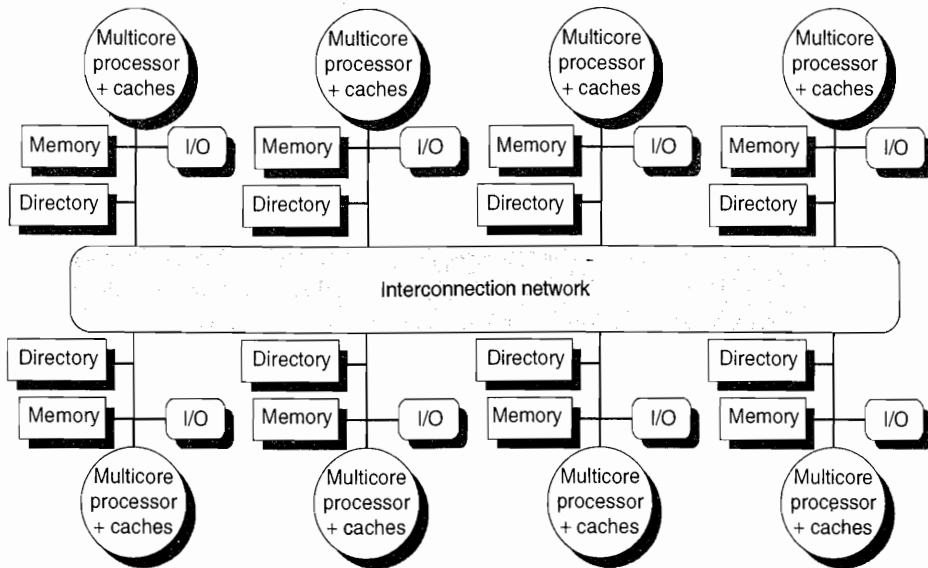 Multicore
processor
+ caches
Multicore
processor
+ caches
Multicore
processor
+ caches
Multicore
processor
+ caches
Memory
I/O
Memory
I/O
Memory
I/O
Memory
I/O
Directory
Directory
Directory
Directory
Interconnection network
Directory
Directory
Directory
Directory
Memory
I/O
Memory
I/O
Memory
I/O
Memory
I/O
Multicore
processor
+ caches
Multicore
processor
+ caches
Multicore
processor
+ caches
Multicore
processor
+ caches